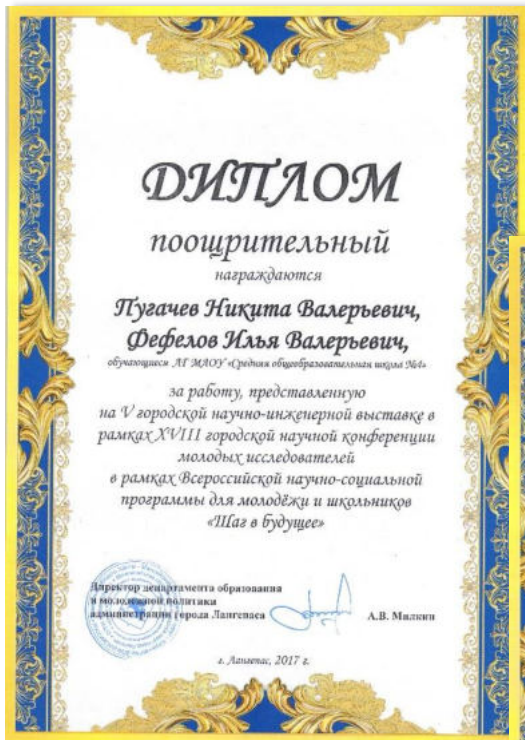 ДИПЛОМ
поощрительный
награждаются
Пугачев Никита Валерьевич,
Фефелов Илья Валерьевич,
обучающиеся ЛГ МАОУ «Средняя общеобразовательная школа №4»
за работу, представленную
на V городской научно-инженерной выставке в
рамках XVIII городской научной конференции
молодых исследователей
в рамках Всероссийской научно-социальной
программы для молодёжи и школьников
«Шаг в будущее»
Директор департамента образования
и молодежной политики
администрации города Лангепаса
А.В. Милкин
г. Лангепас, 2017 г.